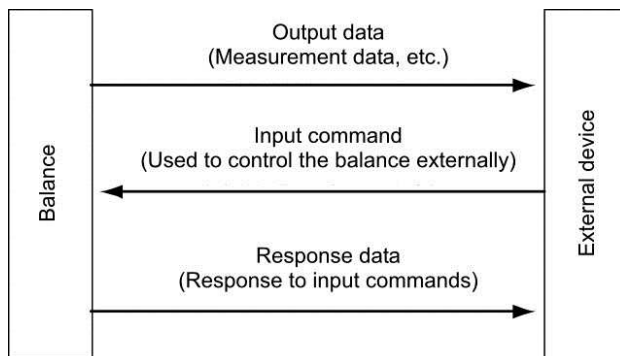 Output data
(Measurement data, etc.)
Input command
(Used to control the balance externally)
Response data
(Response to input commands)
Balance
External device